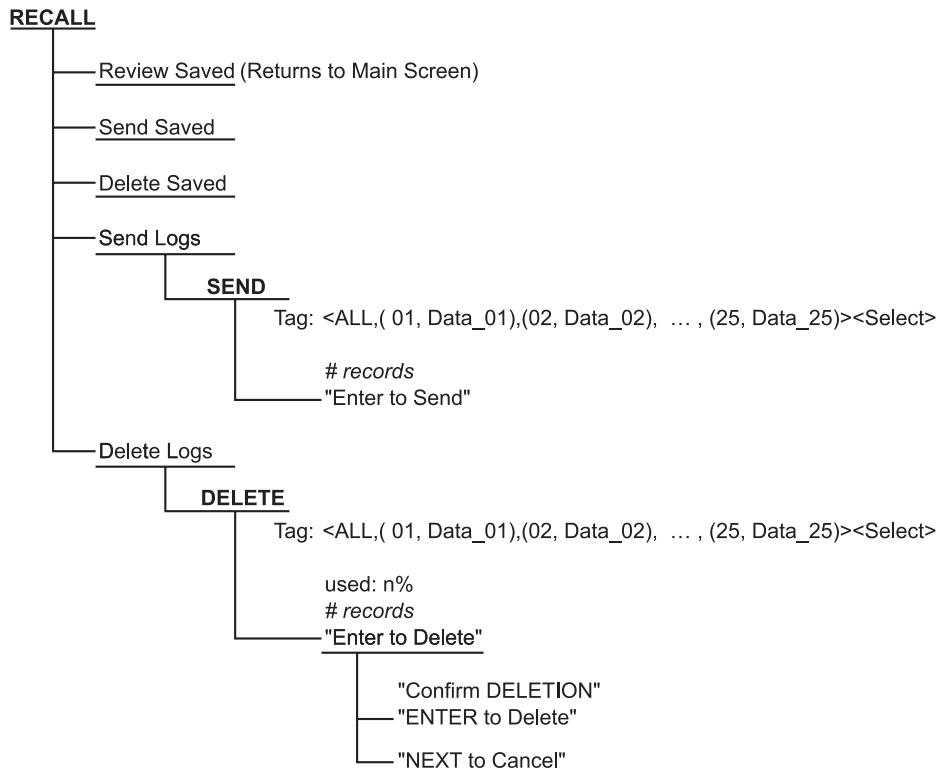 RECALL
Review Saved (Returns to Main Screen)
Send Saved
Delete Saved
Send Logs
SEND
Tag: <ALL,( 01, Data_01),(02, Data_02), … , (25, Data_25)><Select>
# records
"Enter to Send"
Delete Logs
DELETE
Tag: <ALL,( 01, Data_01),(02, Data_02), … , (25, Data_25)><Select>
used: n%
# records
"Enter to Delete"
"Confirm DELETION"
"ENTER to Delete"
"NEXT to Cancel"